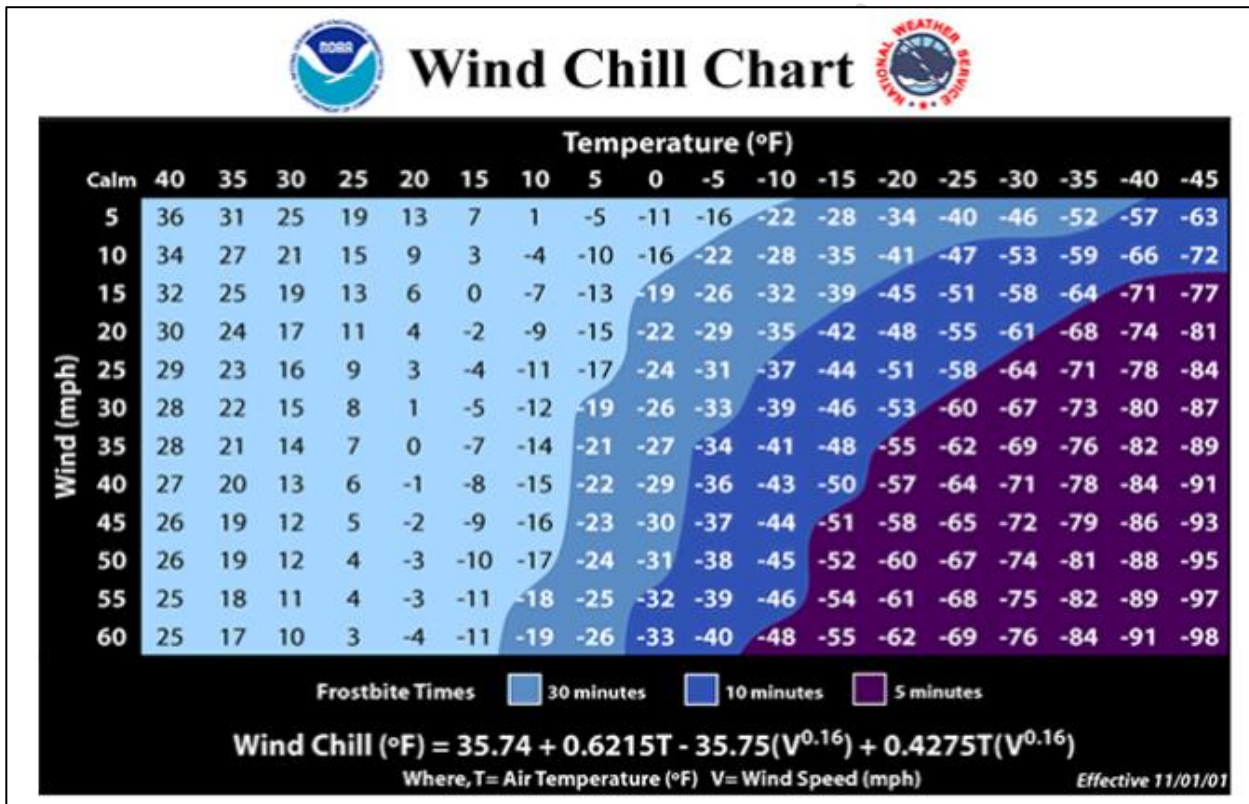 NOAA
Wind Chill Chart
NATIONAL WEATHER SERVICE
Temperature (ºF)
Calm 40 35 30 25 20 15 10 5 0 -5 -10 -15 -20 -25 -30 -35 -40 -45
Wind (mph)
5 36 31 25 19 13 7 1 -5 -11 -16 -22 -28 -34 -40 -46 -52 -57 -63
10 34 27 21 15 9 3 -4 -10 -16 -22 -28 -35 -41 -47 -53 -59 -66 -72
15 32 25 19 13 6 0 -7 -13 -19 -26 -32 -39 -45 -51 -58 -64 -71 -77
20 30 24 17 11 4 -2 -9 -15 -22 -29 -35 -42 -48 -55 -61 -68 -74 -81
25 29 23 16 9 3 -4 -11 -17 -24 -31 -37 -44 -51 -58 -64 -71 -78 -84
30 28 22 15 8 1 -5 -12 -19 -26 -33 -39 -46 -53 -60 -67 -73 -80 -87
35 28 21 14 7 0 -7 -14 -21 -27 -34 -41 -48 -55 -62 -69 -76 -82 -89
40 27 20 13 6 -1 -8 -15 -22 -29 -36 -43 -50 -57 -64 -71 -78 -84 -91
45 26 19 12 5 -2 -9 -16 -23 -30 -37 -44 -51 -58 -65 -72 -79 -86 -93
50 26 19 12 4 -3 -10 -17 -24 -31 -38 -45 -52 -60 -67 -74 -81 -88 -95
55 25 18 11 4 -3 -11 -18 -25 -32 -39 -46 -54 -61 -68 -75 -82 -89 -97
60 25 17 10 3 -4 -11 -19 -26 -33 -40 -48 -55 -62 -69 -76 -84 -91 -98
Frostbite Times 30 minutes 10 minutes 5 minutes
Wind Chill (ºF) = 35.74 + 0.6215T - 35.75(V^0.16) + 0.4275T(V^0.16)
Where, T= Air Temperature (ºF) V= Wind Speed (mph) Effective 11/01/01